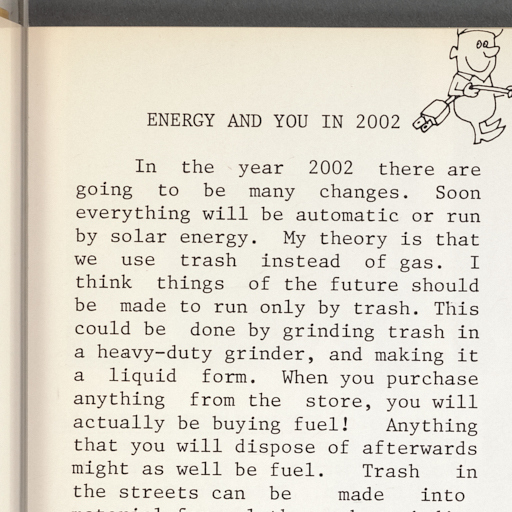 ENERGY AND YOU IN 2002
In the year 2002 there are
going to be many changes. Soon
everything will be automatic or run
by solar energy. My theory is that
we use trash instead of gas. I
think things of the future should
be made to run only by trash. This
could be done by grinding trash in
a heavy-duty grinder, and making it
a liquid form. When you purchase
anything from the store, you will
actually be buying fuel! Anything
that you will dispose of afterwards
might as well be fuel. Trash in
the streets can be made into